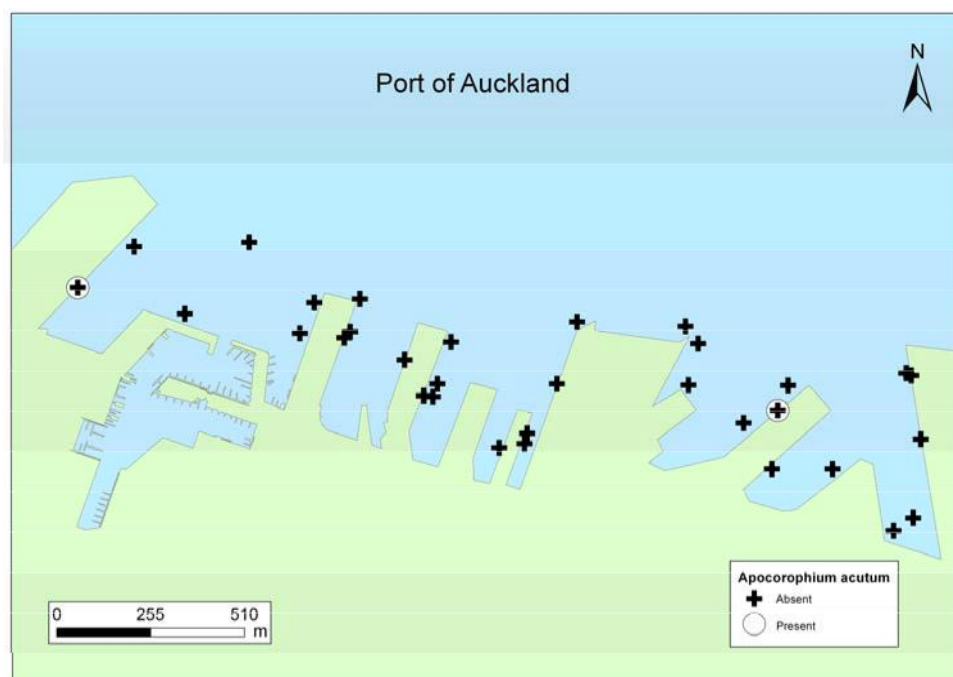 Port of Auckland
N
Apocorophium acutum
Absent
Present
0 255 510
m